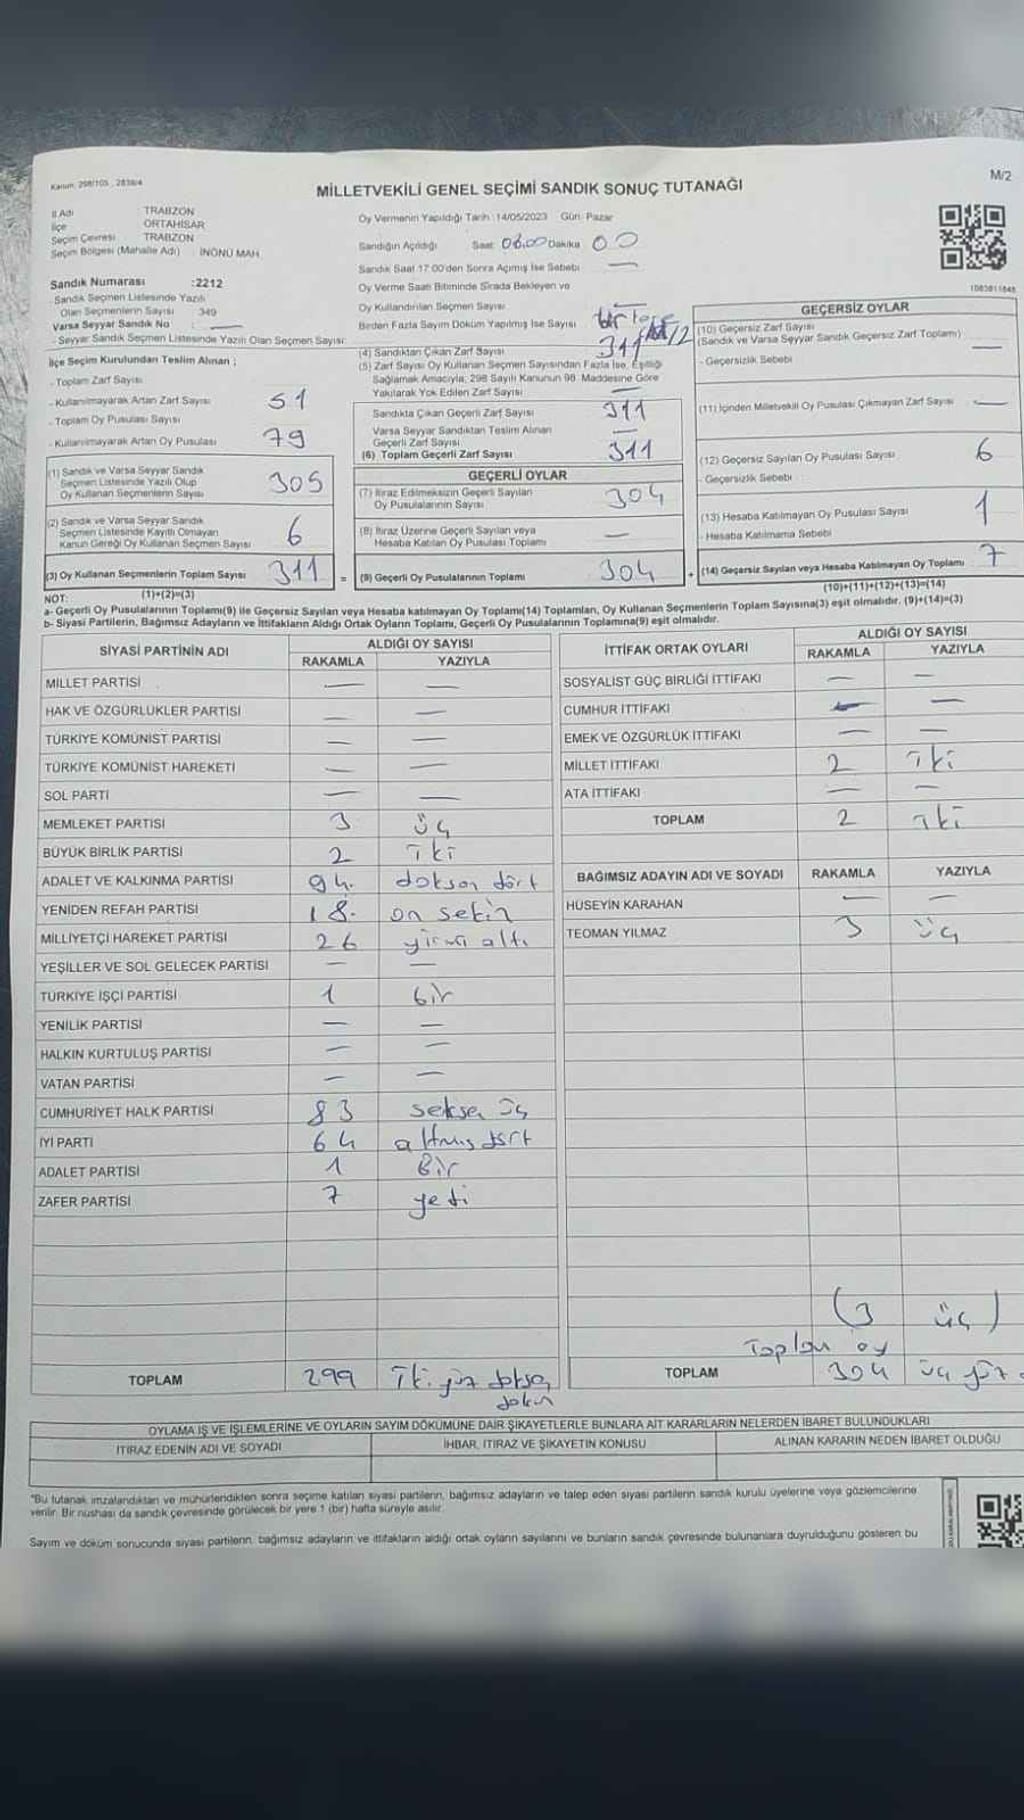 Kanun: 298/105 , 2839/4
MİLLETVEKİLİ GENEL SEÇİMİ SANDIK SONUÇ TUTANAĞI
M/2
İl Adı TRABZON
İlçe ORTAHİSAR
Seçim Çevresi TRABZON
Seçim Bölgesi (Mahalle Adı) İNÖNÜ MAH.
Oy Vermenin Yapıldığı Tarih :14/05/2023 Gün: Pazar
Sandığın Açıldığı Saat: 08.00 Dakika 00
Sandık Saat 17:00'den Sonra Açımış İse Sebebi —
Sandık Numarası :2212
- Sandık Seçmen Listesinde Yazılı
Olan Seçmenlerin Sayısı 349
Varsa Seyyar Sandık No : —
- Seyyar Sandık Seçmen Listesinde Yazılı Olan Seçmen Sayısı:
Oy Verme Saati Bitiminde Sırada Bekleyen ve
Oy Kullandırılan Seçmen Sayısı —
Birden Fazla Sayım Döküm Yapılmış İse Sayısı
İlçe Seçim Kurulundan Teslim Alınan ;
- Toplam Zarf Sayısı
- Kullanılmayarak Artan Zarf Sayısı 51
- Toplam Oy Pusulası Sayısı
- Kullanılmayarak Artan Oy Pusulası 79
(1) Sandık ve Varsa Seyyar Sandık
Seçmen Listesinde Yazılı Olup
Oy Kullanan Seçmenlerin Sayısı 305
(2) Sandık ve Varsa Seyyar Sandık
Seçmen Listesinde Kayıtlı Olmayan
Kanun Gereği Oy Kullanan Seçmen Sayısı 6
(3) Oy Kullanan Seçmenlerin Toplam Sayısı 311 =
(4) Sandıktan Çıkan Zarf Sayısı 311
(5) Zarf Sayısı Oy Kullanan Seçmen Sayısından Fazla İse, Eşitliği
Sağlamak Amacıyla; 298 Sayılı Kanunun 98. Maddesine Göre
Yakılarak Yok Edilen Zarf Sayısı —
Sandıkta Çıkan Geçerli Zarf Sayısı 311
Varsa Seyyar Sandıktan Teslim Alınan
Geçerli Zarf Sayısı —
(6) Toplam Geçerli Zarf Sayısı 311
GEÇERLİ OYLAR
(7) İtiraz Edilmeksizin Geçerli Sayılan
Oy Pusulalarının Sayısı 304
(8) İtiraz Üzerine Geçerli Sayılan veya
Hesaba Katılan Oy Pusulası Toplamı —
(9) Geçerli Oy Pusulalarının Toplamı 304 +
1083811848
GEÇERSİZ OYLAR
(10) Geçersiz Zarf Sayısı
(Sandık ve Varsa Seyyar Sandık Geçersiz Zarf Toplamı) —
- Geçersizlik Sebebi
(11) İçinden Milletvekili Oy Pusulası Çıkmayan Zarf Sayısı —
(12) Geçersiz Sayılan Oy Pusulası Sayısı 6
- Geçersizlik Sebebi :
(13) Hesaba Katılmayan Oy Pusulası Sayısı 1
- Hesaba Katılmama Sebebi
(14) Geçersiz Sayılan veya Hesaba Katılmayan Oy Toplamı 7
NOT: (1)+(2)=(3)
(10)+(11)+(12)+(13)=(14)
a- Geçerli Oy Pusulalarının Toplamı(9) ile Geçersiz Sayılan veya Hesaba katılmayan Oy Toplamı(14) Toplamları, Oy Kullanan Seçmenlerin Toplam Sayısına(3) eşit olmalıdır. (9)+(14)=(3)
b- Siyasi Partilerin, Bağımsız Adayların ve İttifakların Aldığı Ortak Oyların Toplamı, Geçerli Oy Pusulalarının Toplamına(9) eşit olmalıdır.
SİYASİ PARTİNİN ADI ALDIĞI OY SAYISI
RAKAMLA YAZIYLA
MİLLET PARTİSİ — —
HAK VE ÖZGÜRLÜKLER PARTİSİ — —
TÜRKİYE KOMÜNİST PARTİSİ — —
TÜRKİYE KOMÜNİST HAREKETİ — —
SOL PARTİ — —
MEMLEKET PARTİSİ 3 üç
BÜYÜK BİRLİK PARTİSİ 2 iki
ADALET VE KALKINMA PARTİSİ 94. doksan dört
YENİDEN REFAH PARTİSİ 18. on sekiz
MİLLİYETÇİ HAREKET PARTİSİ 26 yirmi altı
YEŞİLLER VE SOL GELECEK PARTİSİ — —
TÜRKİYE İŞÇİ PARTİSİ 1 bir
YENİLİK PARTİSİ — —
HALKIN KURTULUŞ PARTİSİ — —
VATAN PARTİSİ — —
CUMHURİYET HALK PARTİSİ 83 seksen üç
İYİ PARTİ 64 altmış dört
ADALET PARTİSİ 1 Bir
ZAFER PARTİSİ 7 yedi
TOPLAM 299 iki yüz doksan
dokuz
İTTİFAK ORTAK OYLARI ALDIĞI OY SAYISI
RAKAMLA YAZIYLA
SOSYALİST GÜÇ BİRLİĞİ İTTİFAKI — —
CUMHUR İTTİFAKI — —
EMEK VE ÖZGÜRLÜK İTTİFAKI — —
MİLLET İTTİFAKI 2 iki
ATA İTTİFAKI — —
TOPLAM 2 iki
BAĞIMSIZ ADAYIN ADI VE SOYADI RAKAMLA YAZIYLA
HÜSEYİN KARAHAN — —
TEOMAN YILMAZ 3 üç
(3 üç)
Toplam oy
TOPLAM 304 üç yüz
OYLAMA İŞ VE İŞLEMLERİNE VE OYLARIN SAYIM DÖKÜMÜNE DAİR ŞİKAYETLERLE BUNLARA AİT KARARLARIN NELERDEN İBARET BULUNDUKLARI
İTİRAZ EDENİN ADI VE SOYADI İHBAR, İTİRAZ VE ŞİKAYETİN KONUSU ALINAN KARARIN NEDEN İBARET OLDUĞU
"Bu tutanak imzalandıktan ve mühürlendikten sonra seçime katılan siyasi partilerin, bağımsız adayların ve talep eden siyasi partilerin sandık kurulu üyelerine veya gözlemcilerine
verilir. Bir nüshası da sandık çevresinde görülecek bir yere 1 (bir) hafta süreyle asılır.
Sayım ve döküm sonucunda siyasi partilerin, bağımsız adayların ve ittifakların aldığı ortak oyların sayılarını ve bunların sandık çevresinde bulunanlara duyrulduğunu gösteren bu